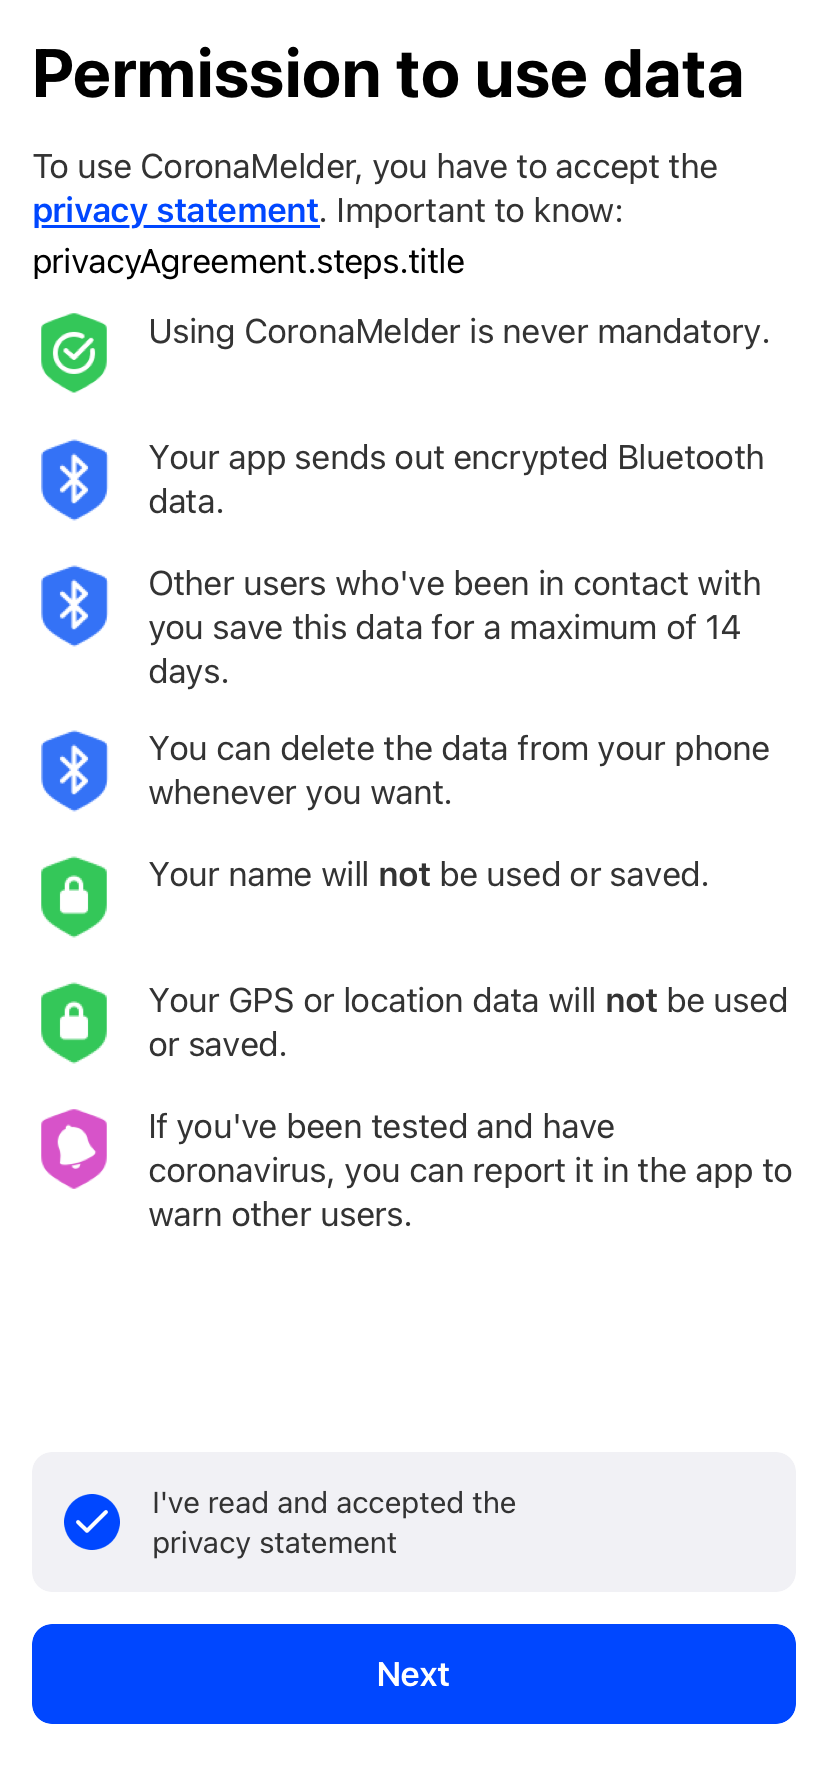 Permission to use data
To use CoronaMelder, you have to accept the
privacy statement. Important to know:
privacyAgreement.steps.title
Using CoronaMelder is never mandatory.
Your app sends out encrypted Bluetooth
data.
Other users who've been in contact with
you save this data for a maximum of 14
days.
You can delete the data from your phone
whenever you want.
Your name will not be used or saved.
Your GPS or location data will not be used
or saved.
If you've been tested and have
coronavirus, you can report it in the app to
warn other users.
I've read and accepted the
privacy statement
Next